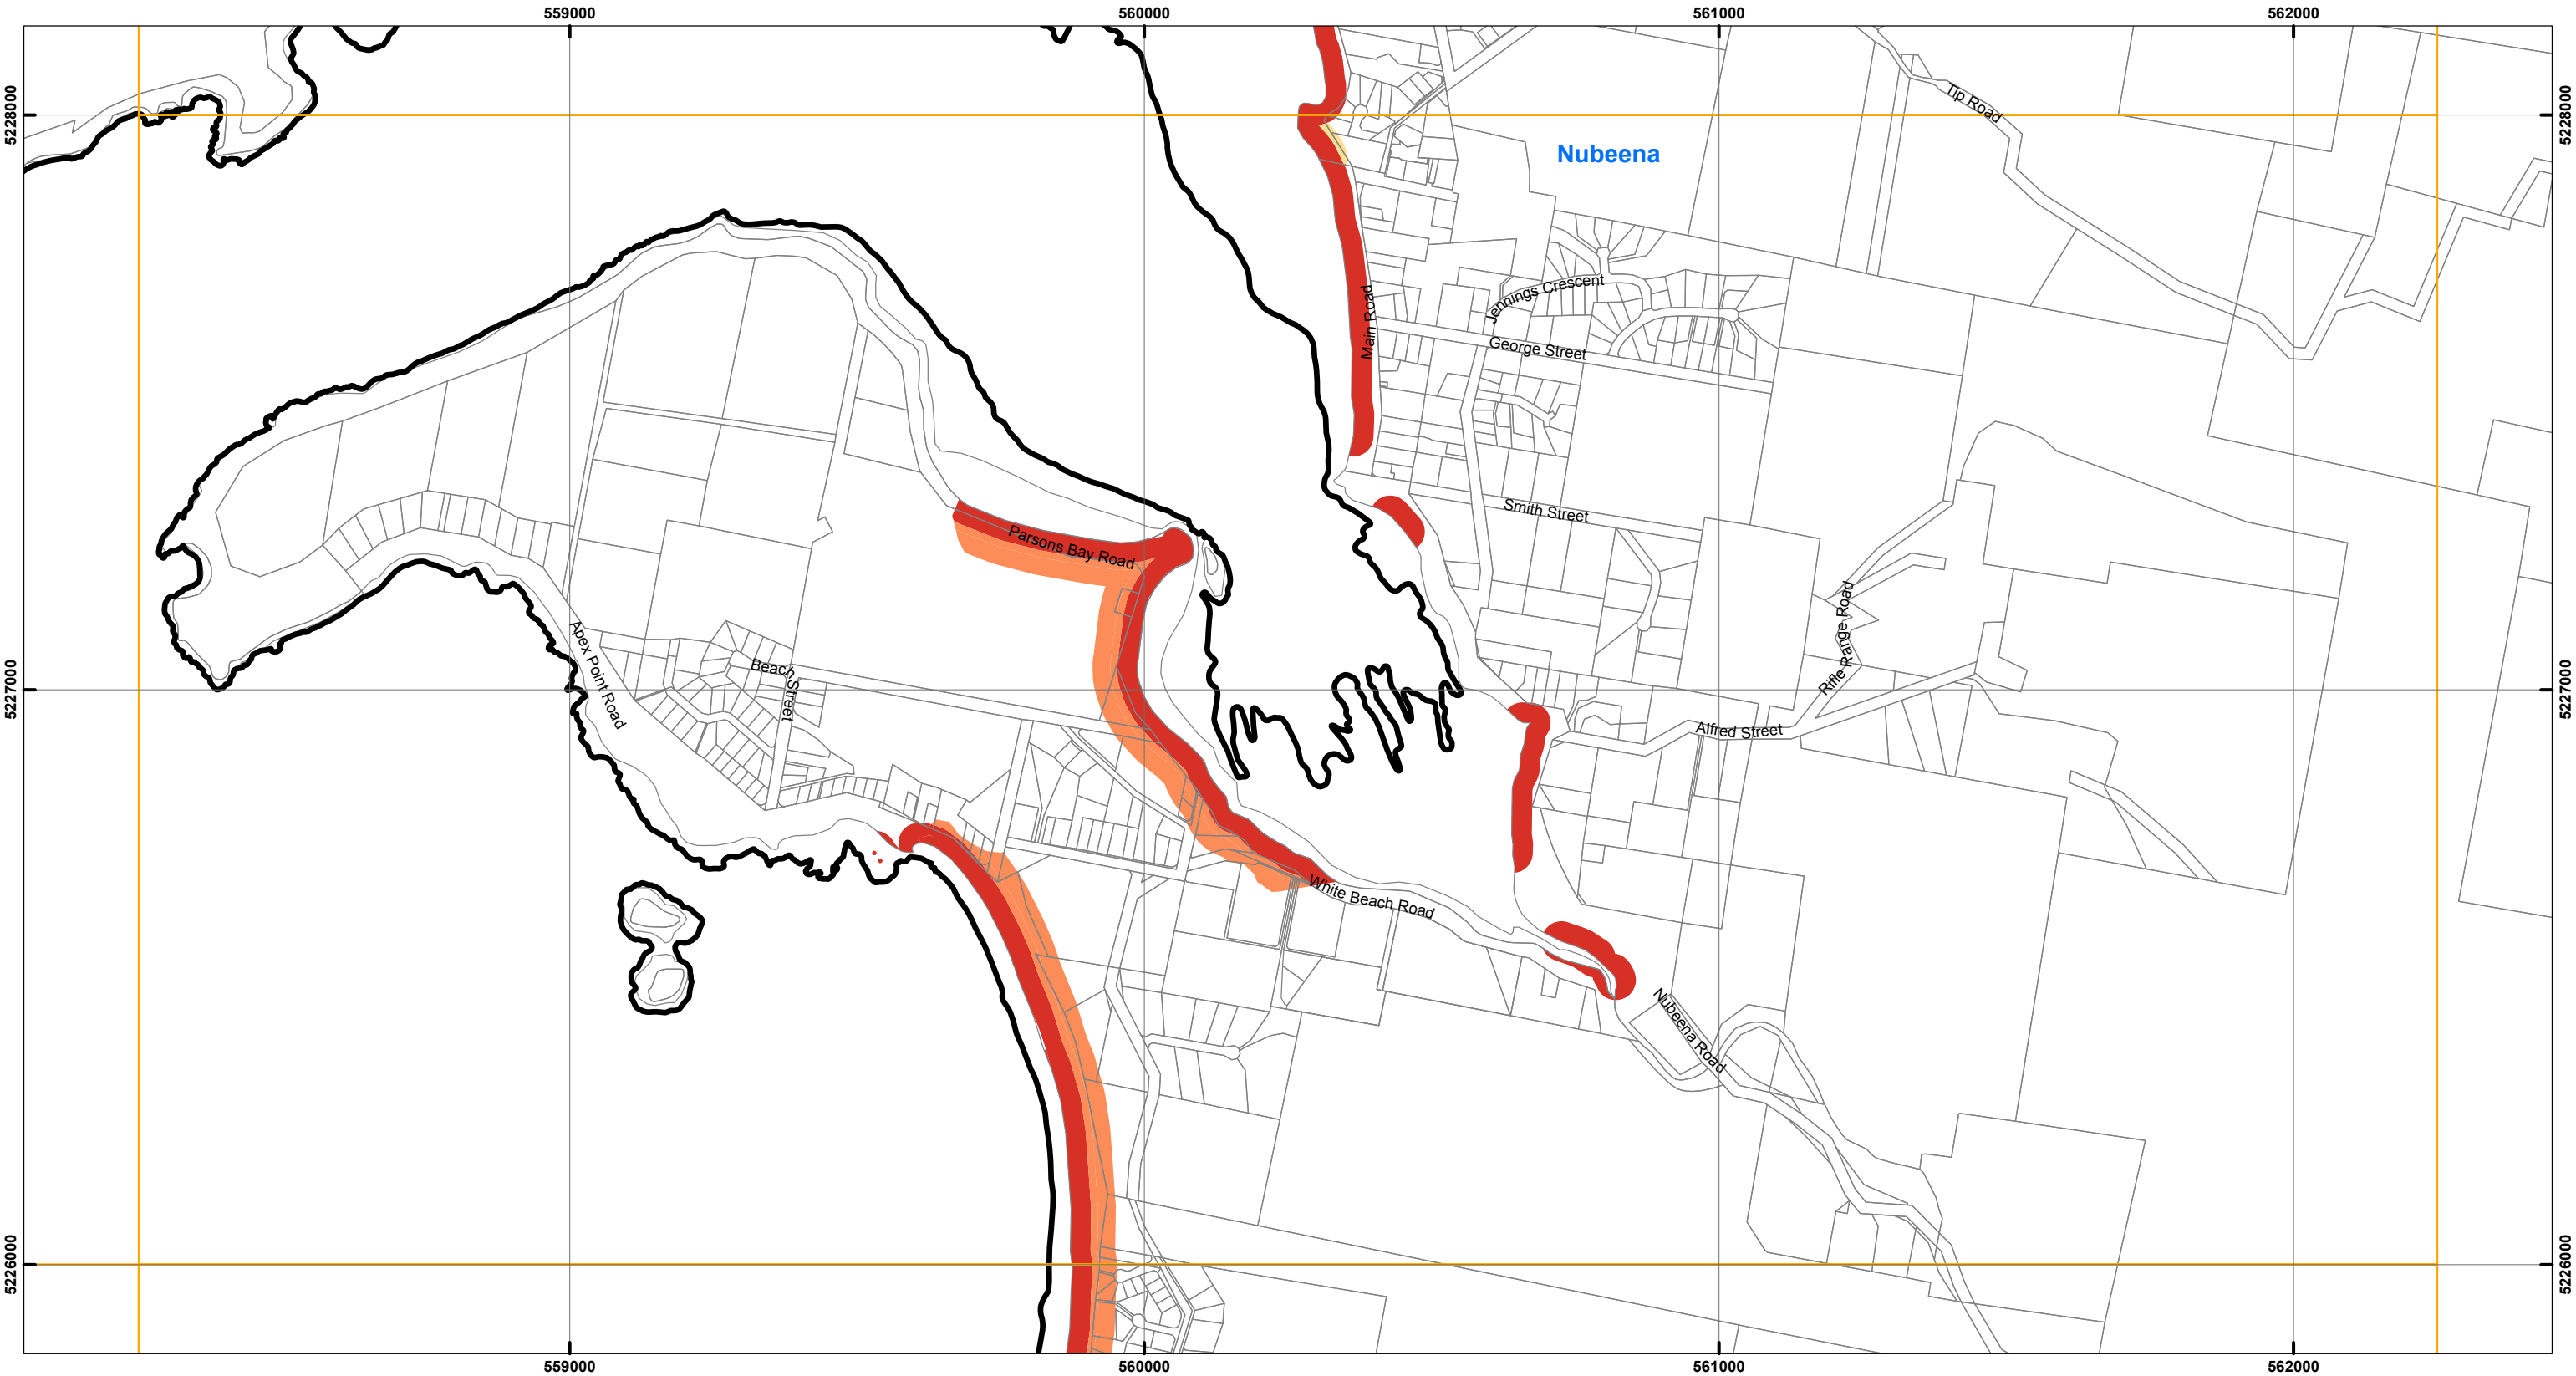 559000
560000
561000
562000
5228000
5228000
Tip Road
Nubeena
Jennings Crescent
Main Road
George Street
Smith Street
Parsons Bay Road
Rifle Range Road
Apex Point Road
Beach
Street
5227000
5227000
Alfred Street
White Beach Road
Nubeena Road
5226000
5226000
559000
560000
561000
562000